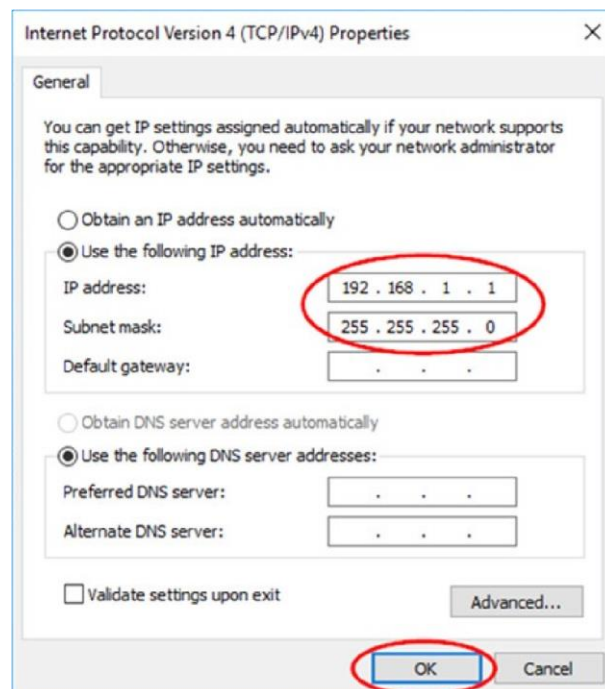 Internet Protocol Version 4 (TCP/IPv4) Properties
General
You can get IP settings assigned automatically if your network supports
this capability. Otherwise, you need to ask your network administrator
for the appropriate IP settings.
Obtain an IP address automatically
Use the following IP address:
IP address: 192 . 168 . 1 . 1
Subnet mask: 255 . 255 . 255 . 0
Default gateway: . . .
Obtain DNS server address automatically
Use the following DNS server addresses:
Preferred DNS server: . . .
Alternate DNS server: . . .
Validate settings upon exit
Advanced...
OK Cancel